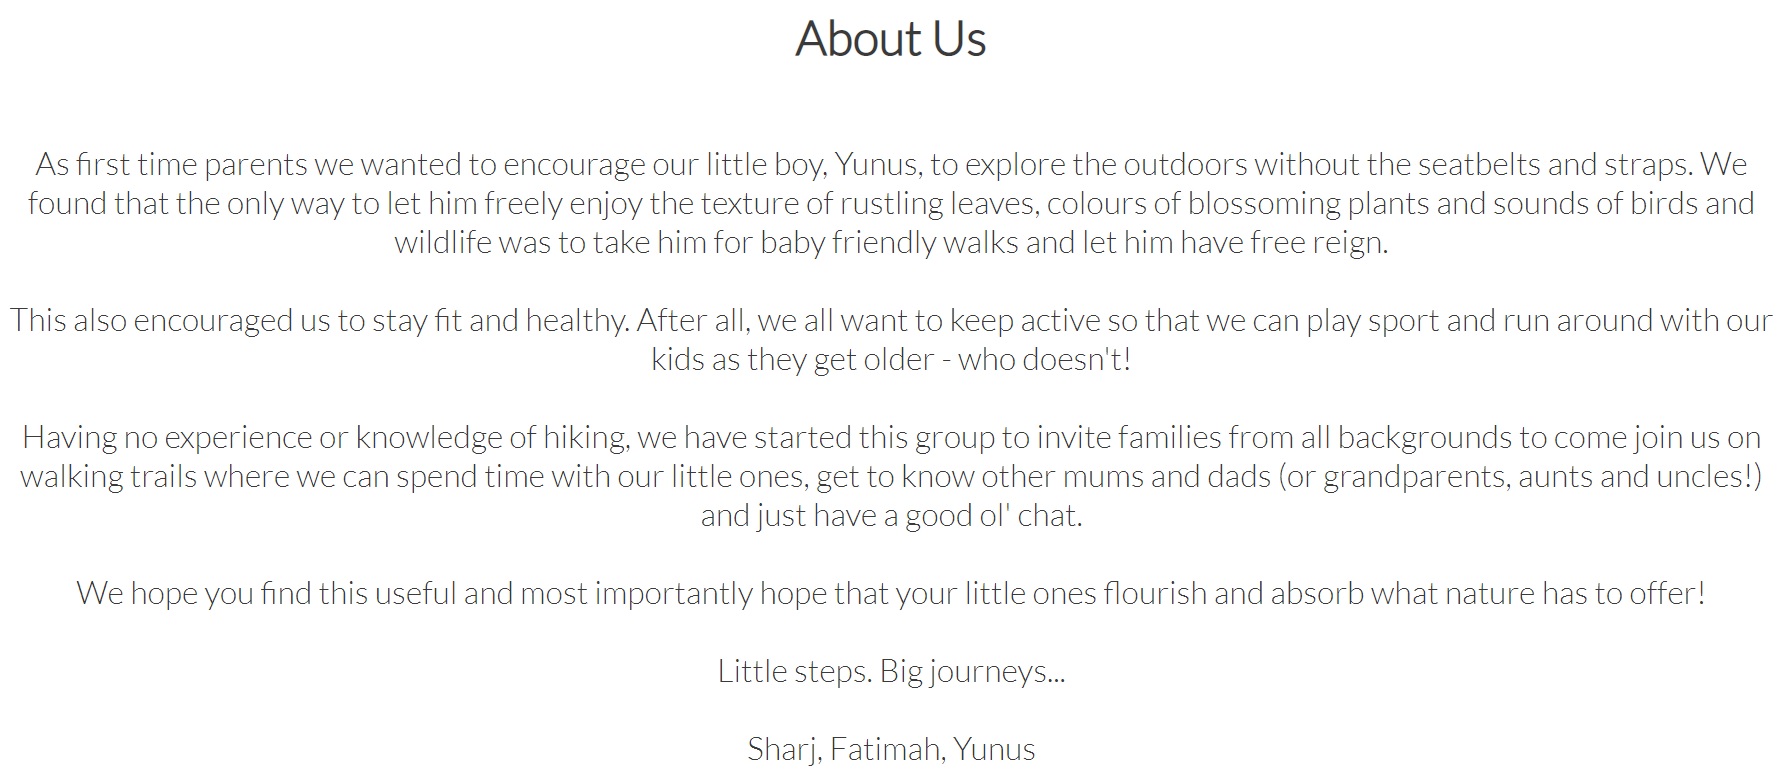 About Us
As first time parents we wanted to encourage our little boy, Yunus, to explore the outdoors without the seatbelts and straps. We
found that the only way to let him freely enjoy the texture of rustling leaves, colours of blossoming plants and sounds of birds and
wildlife was to take him for baby friendly walks and let him have free reign.
This also encouraged us to stay fit and healthy. After all, we all want to keep active so that we can play sport and run around with our
kids as they get older - who doesn't!
Having no experience or knowledge of hiking, we have started this group to invite families from all backgrounds to come join us on
walking trails where we can spend time with our little ones, get to know other mums and dads (or grandparents, aunts and uncles!)
and just have a good ol' chat.
We hope you find this useful and most importantly hope that your little ones flourish and absorb what nature has to offer!
Little steps. Big journeys...
Sharj, Fatimah, Yunus